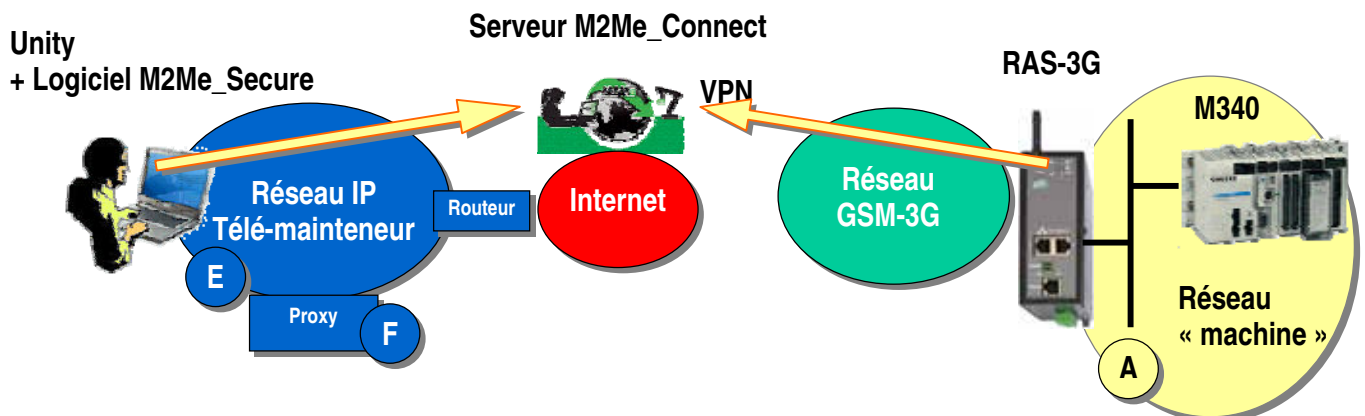 Unity
+ Logiciel M2Me_Secure
Serveur M2Me_Connect
VPN
RAS-3G
M340
Réseau IP
Télé-mainteneur
Routeur
Internet
Réseau
GSM-3G
E
Proxy
F
Réseau
« machine »
A